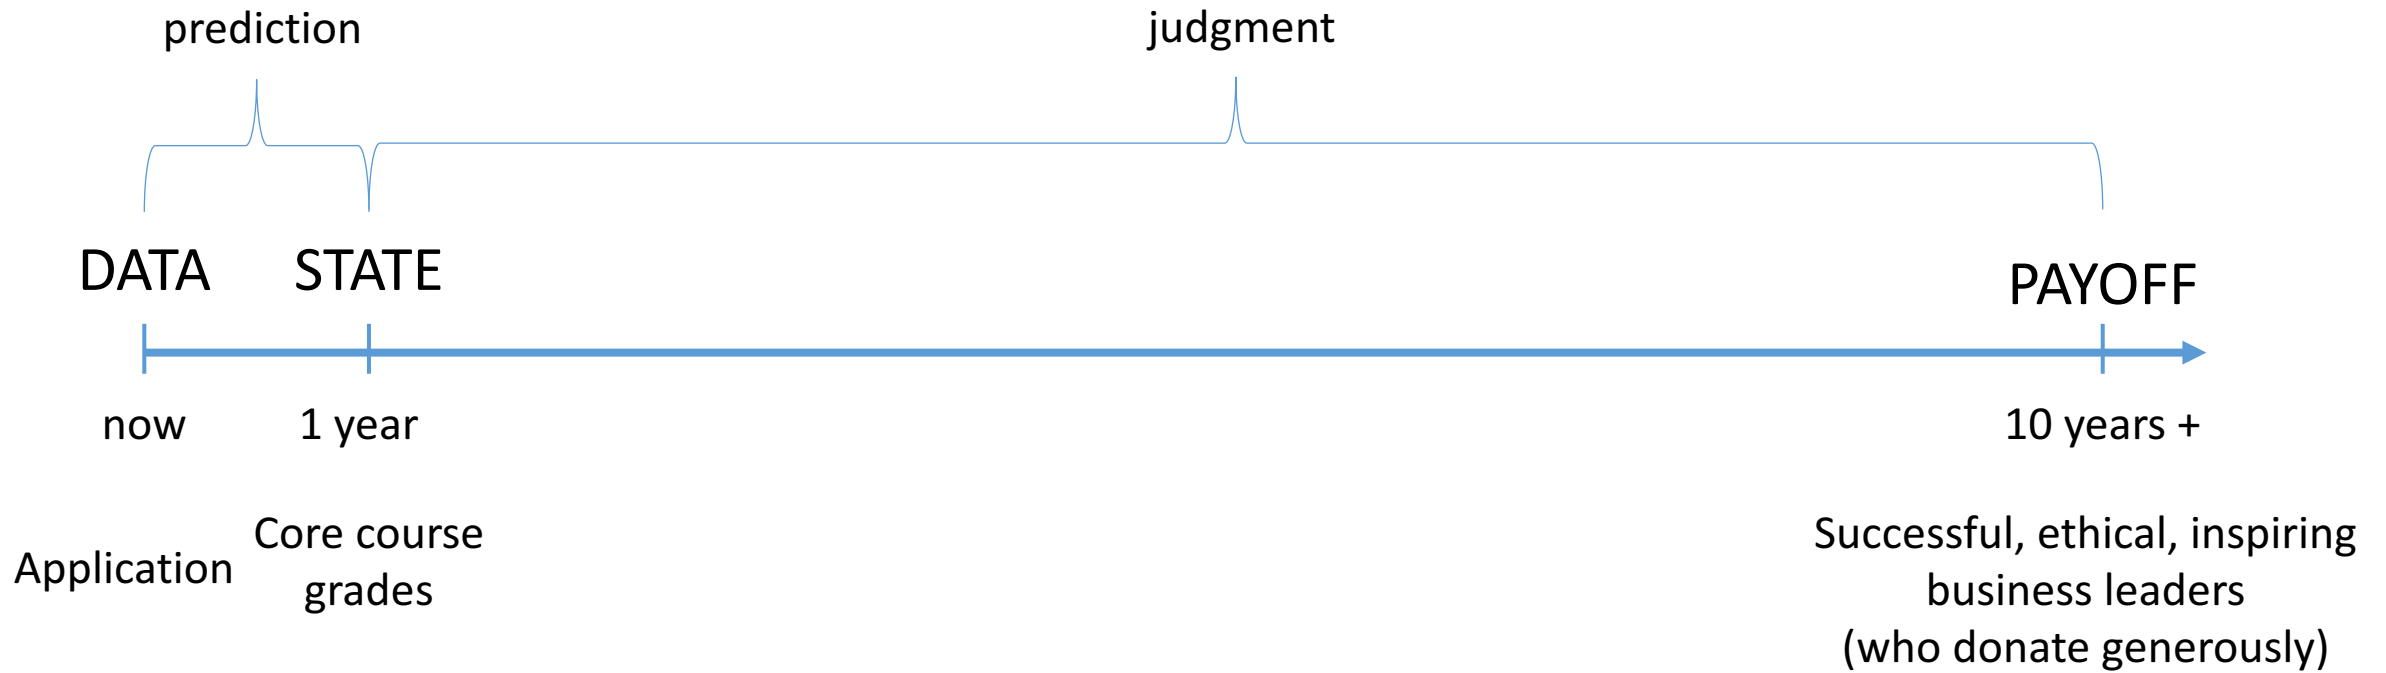 prediction
judgment
DATA
STATE
PAYOFF
now
1 year
10 years +
Application
Core course
grades
Successful, ethical, inspiring
business leaders
(who donate generously)